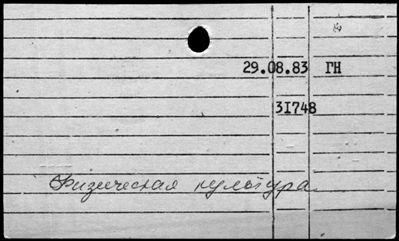 29.08.83 ГН
31748
Физическая культура